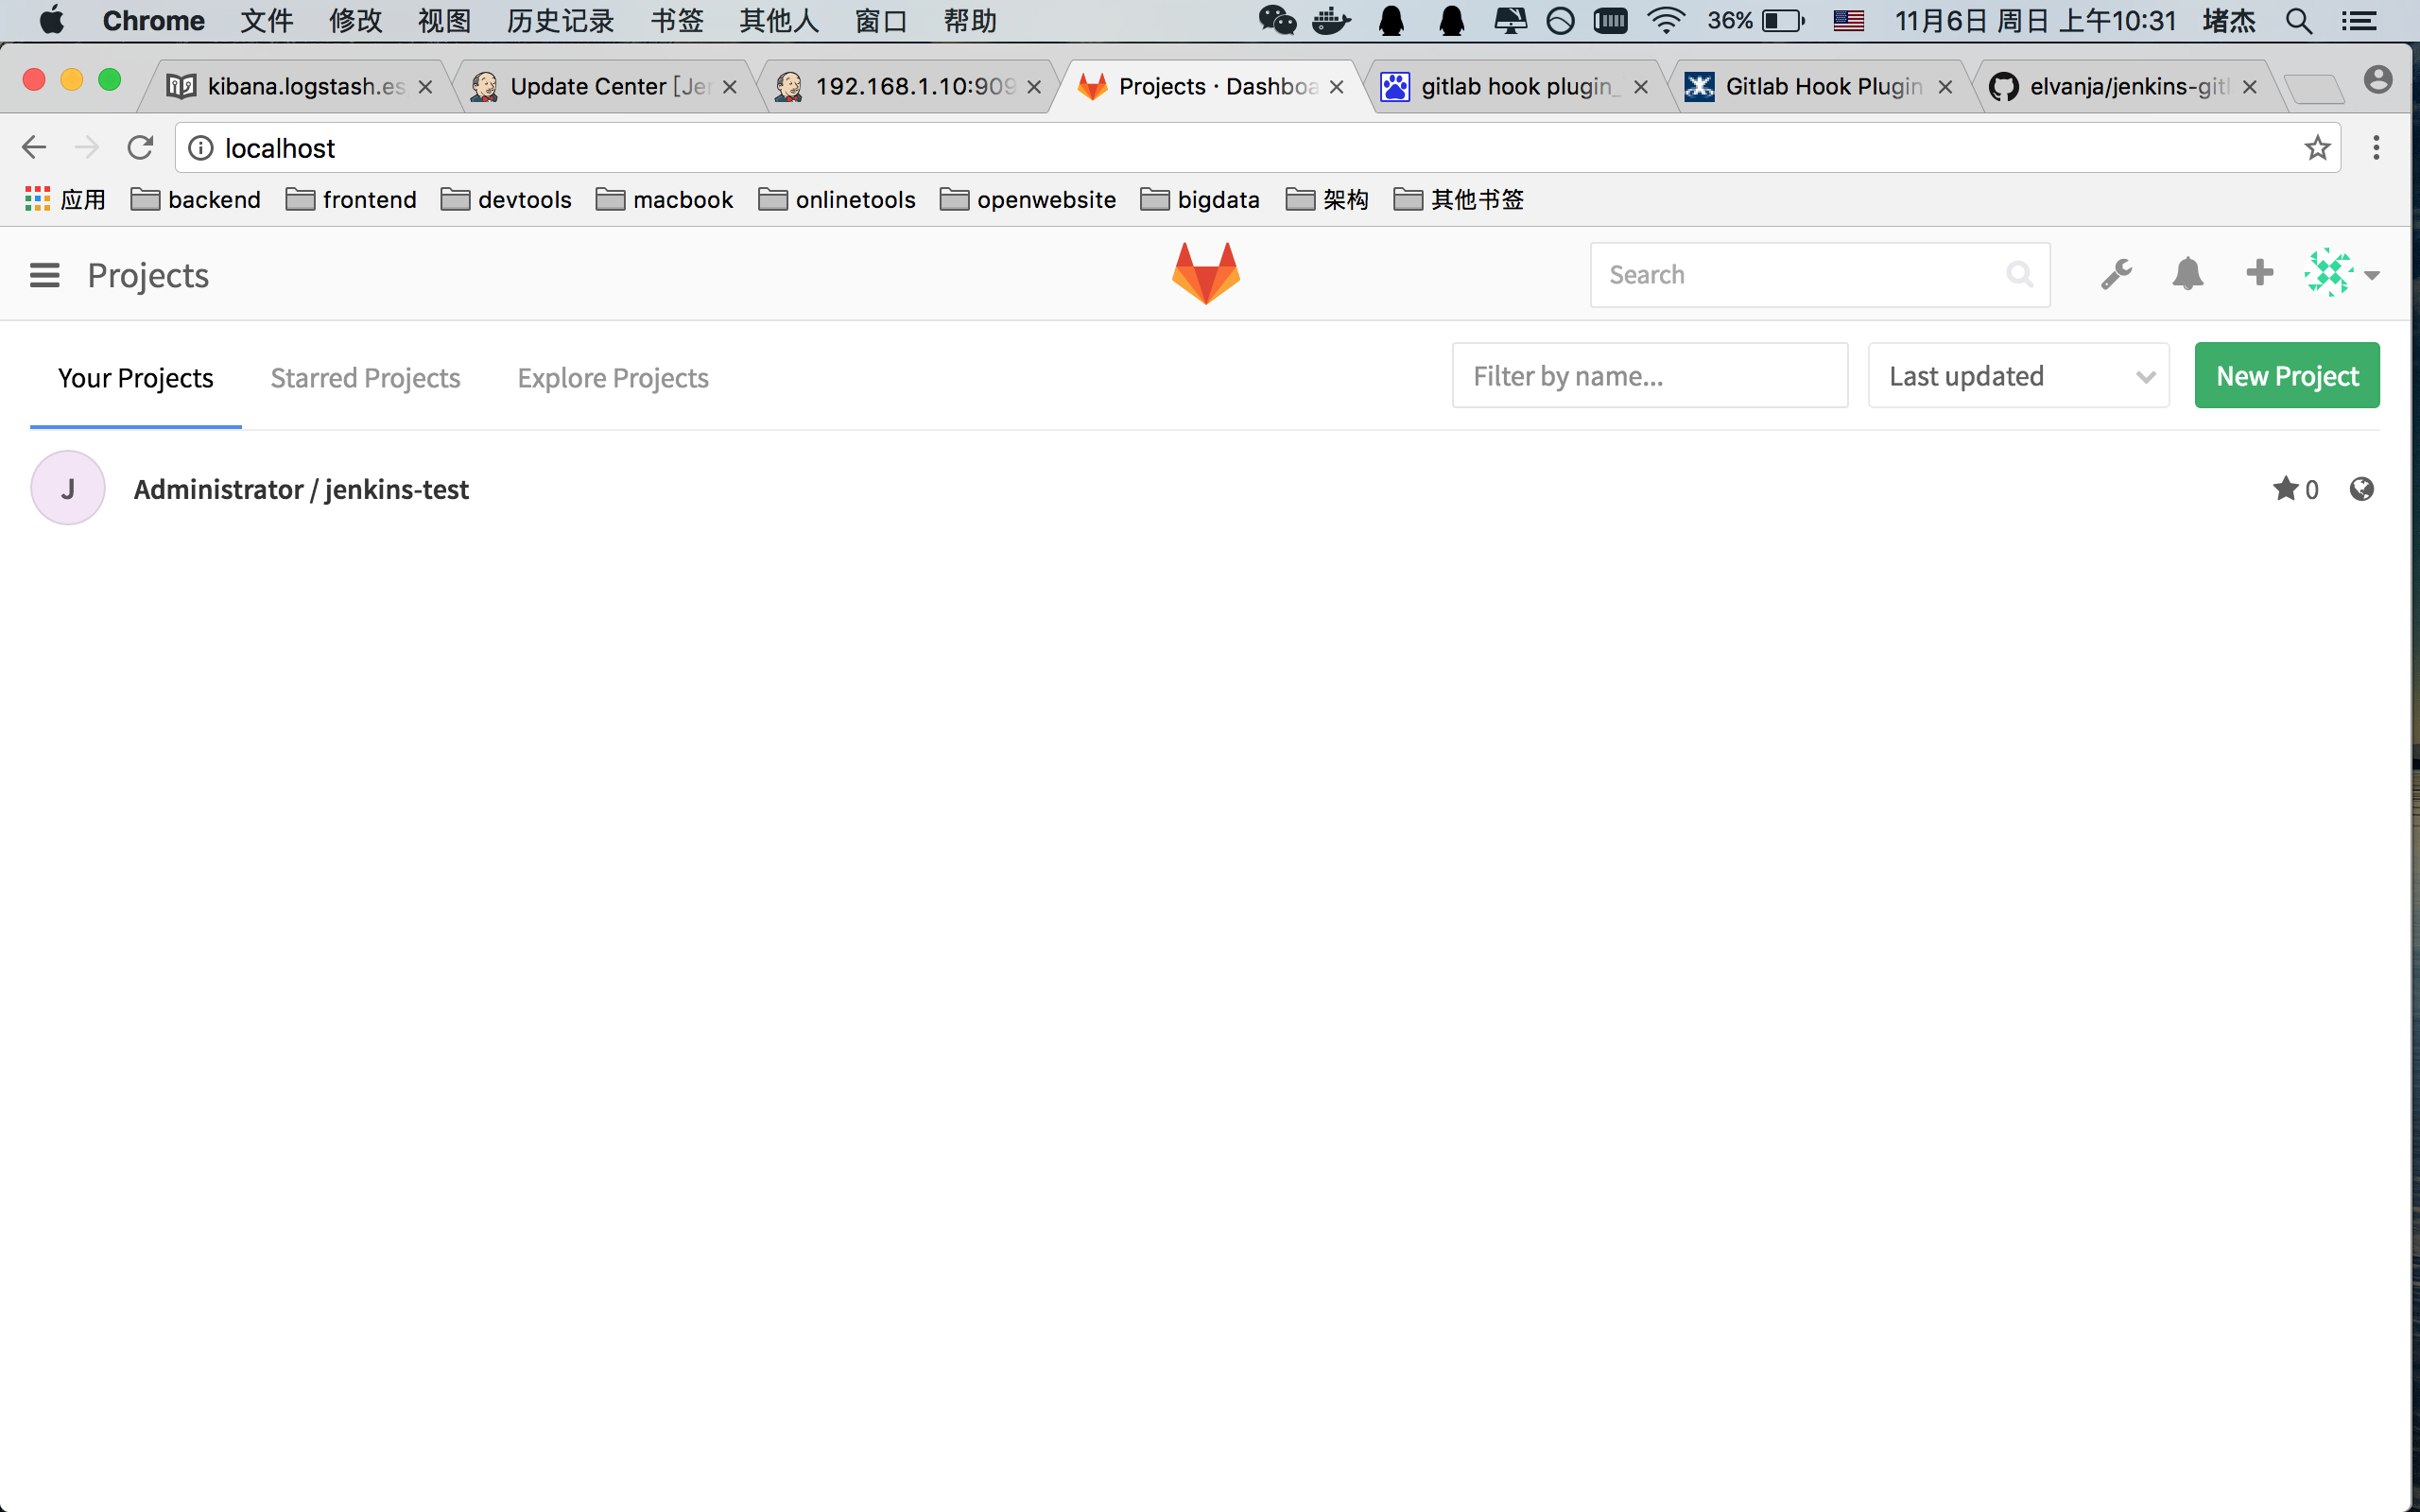 Chrome 文件 修改 视图 历史记录 书签 其他人 窗口 帮助 36% 11月6日 周日 上午10:31 堵杰
kibana.logstash.es Update Center [Jen 192.168.1.10:909 Projects · Dashboa gitlab hook plugin_ Gitlab Hook Plugin elvanja/jenkins-gitl
localhost
应用 backend frontend devtools macbook onlinetools openwebsite bigdata 架构 其他书签
Projects Search
Your Projects Starred Projects Explore Projects Filter by name... Last updated New Project
J Administrator / jenkins-test 0